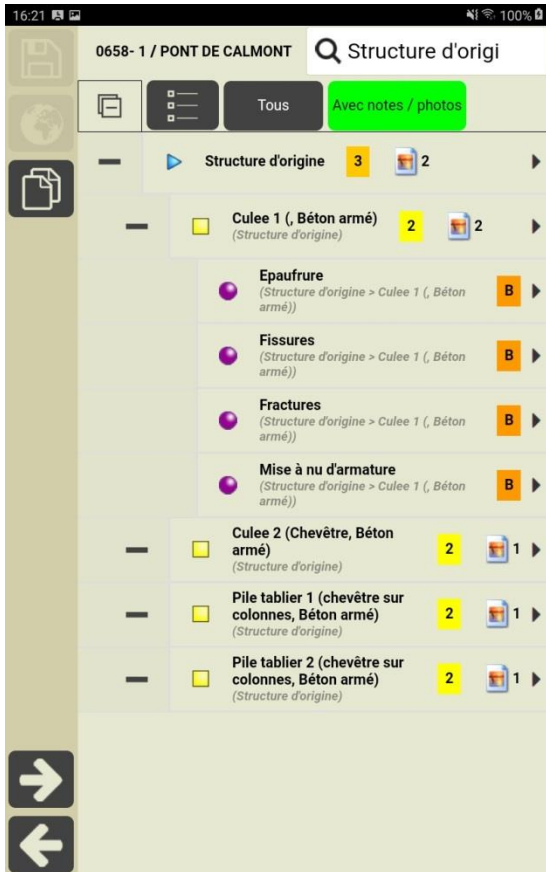 16:21 100%
0658- 1 / PONT DE CALMONT Structure d'origi
Tous Avec notes / photos
Structure d'origine 3 2
Culee 1 (, Béton armé) 2 2
(Structure d'origine)
Epaufrure
(Structure d'origine > Culee 1 (, Béton B
armé))
Fissures
(Structure d'origine > Culee 1 (, Béton B
armé))
Fractures
(Structure d'origine > Culee 1 (, Béton B
armé))
Mise à nu d'armature
(Structure d'origine > Culee 1 (, Béton B
armé))
Culee 2 (Chevêtre, Béton
armé) 2 1
(Structure d'origine)
Pile tablier 1 (chevêtre sur
colonnes, Béton armé) 2 1
(Structure d'origine)
Pile tablier 2 (chevêtre sur
colonnes, Béton armé) 2 1
(Structure d'origine)